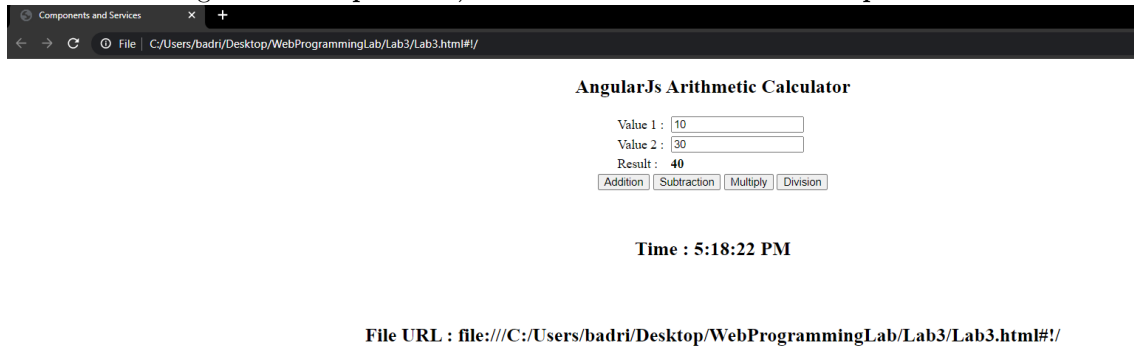 Components and Services
File C:/Users/badri/Desktop/WebProgrammingLab/Lab3/Lab3.html#!/
AngularJs Arithmetic Calculator
Value 1 : 10
Value 2 : 30
Result : 40
Addition Subtraction Multiply Division
Time : 5:18:22 PM
File URL : file:///C:/Users/badri/Desktop/WebProgrammingLab/Lab3/Lab3.html#!/